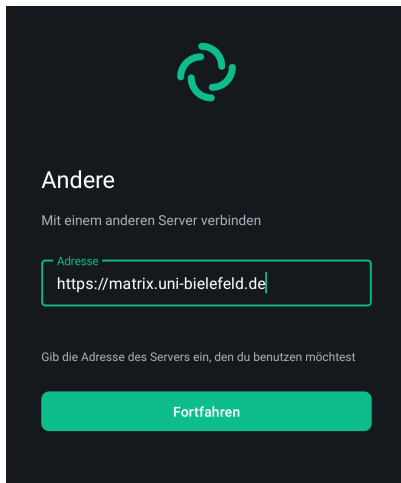 Andere
Mit einem anderen Server verbinden
Adresse
https://matrix.uni-bielefeld.de
Gib die Adresse des Servers ein, den du benutzen möchtest
Fortfahren